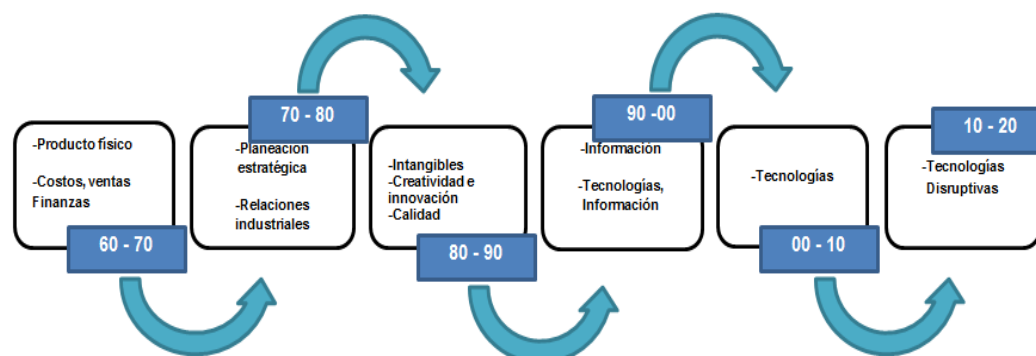 -Producto físico
-Costos, ventas
Finanzas
60 - 70
70 - 80
-Planeación
estratégica
-Relaciones
industriales
-Intangibles
-Creatividad e
innovación
-Calidad
80 - 90
90 -00
-Información
-Tecnologías,
Información
-Tecnologías
00 - 10
10 - 20
-Tecnologías
Disruptivas